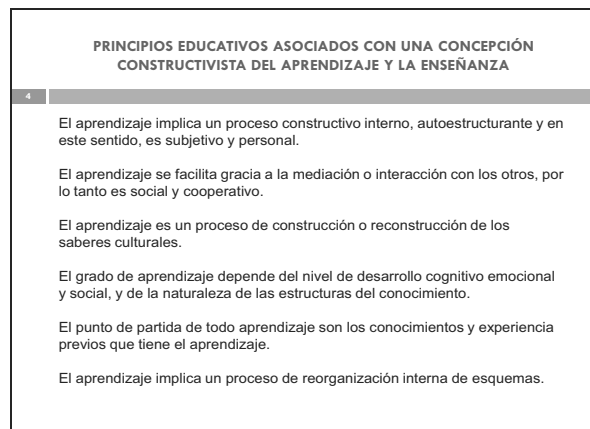 PRINCIPIOS EDUCATIVOS ASOCIADOS CON UNA CONCEPCIÓN
CONSTRUCTIVISTA DEL APRENDIZAJE Y LA ENSEÑANZA
4
El aprendizaje implica un proceso constructivo interno, autoestructurante y en
este sentido, es subjetivo y personal.
El aprendizaje se facilita gracia a la mediación o interacción con los otros, por
lo tanto es social y cooperativo.
El aprendizaje es un proceso de construcción o reconstrucción de los
saberes culturales.
El grado de aprendizaje depende del nivel de desarrollo cognitivo emocional
y social, y de la naturaleza de las estructuras del conocimiento.
El punto de partida de todo aprendizaje son los conocimientos y experiencia
previos que tiene el aprendizaje.
El aprendizaje implica un proceso de reorganización interna de esquemas.